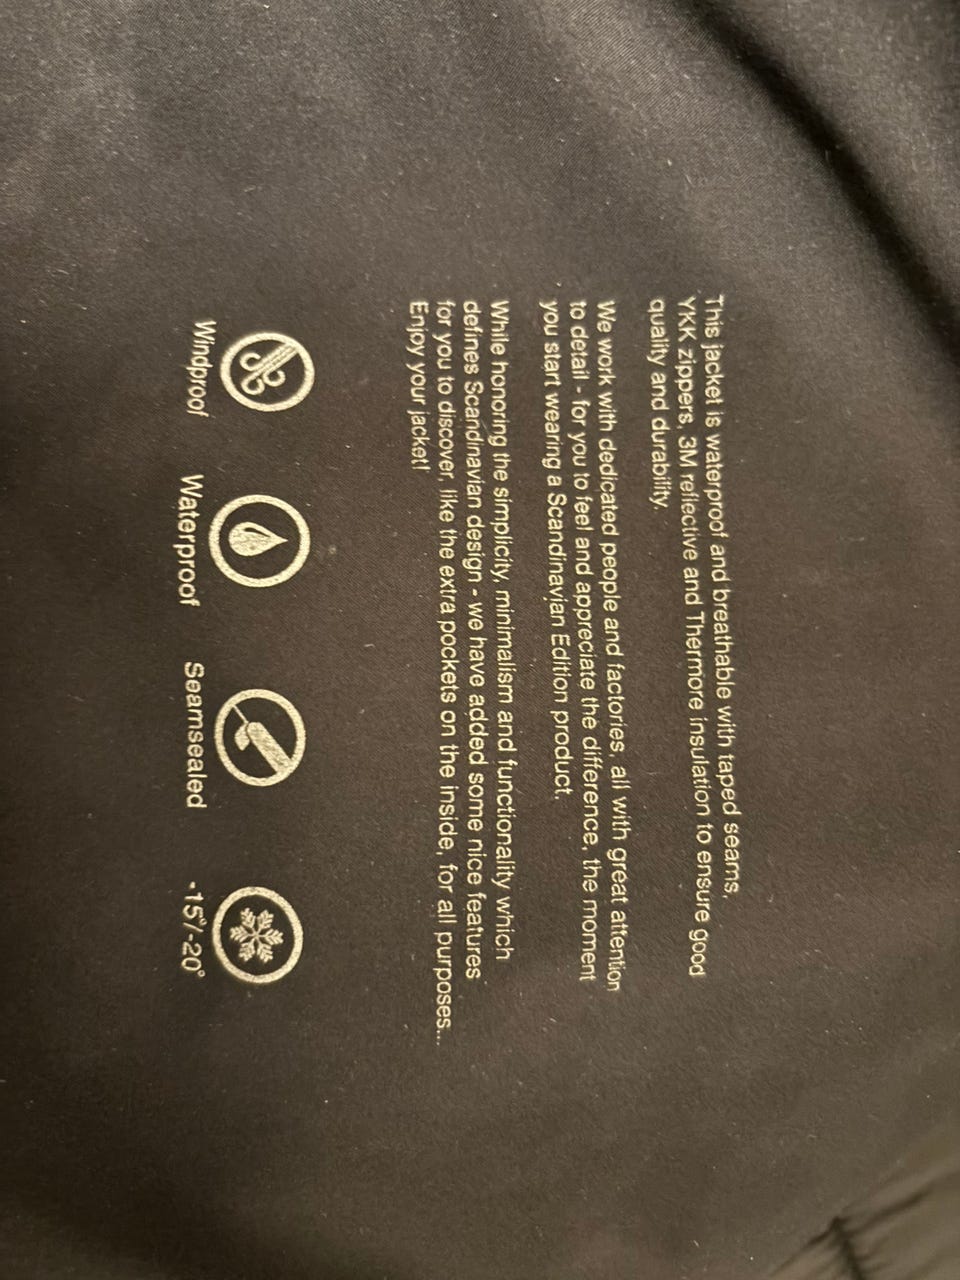 This jacket is waterproof and breathable with taped seams,
YKK zippers, 3M reflective and Thermore insulation to ensure good
quality and durability.
We work with dedicated people and factories, all with great attention
to detail - for you to feel and appreciate the difference, the moment
you start wearing a Scandinavian Edition product.
While honoring the simplicity, minimalism and functionality which
defines Scandinavian design - we have added some nice features
for you to discover, like the extra pockets on the inside, for all purposes...
Enjoy your jacket!
Windproof
Waterproof
Seamsealed
-15°/-20°